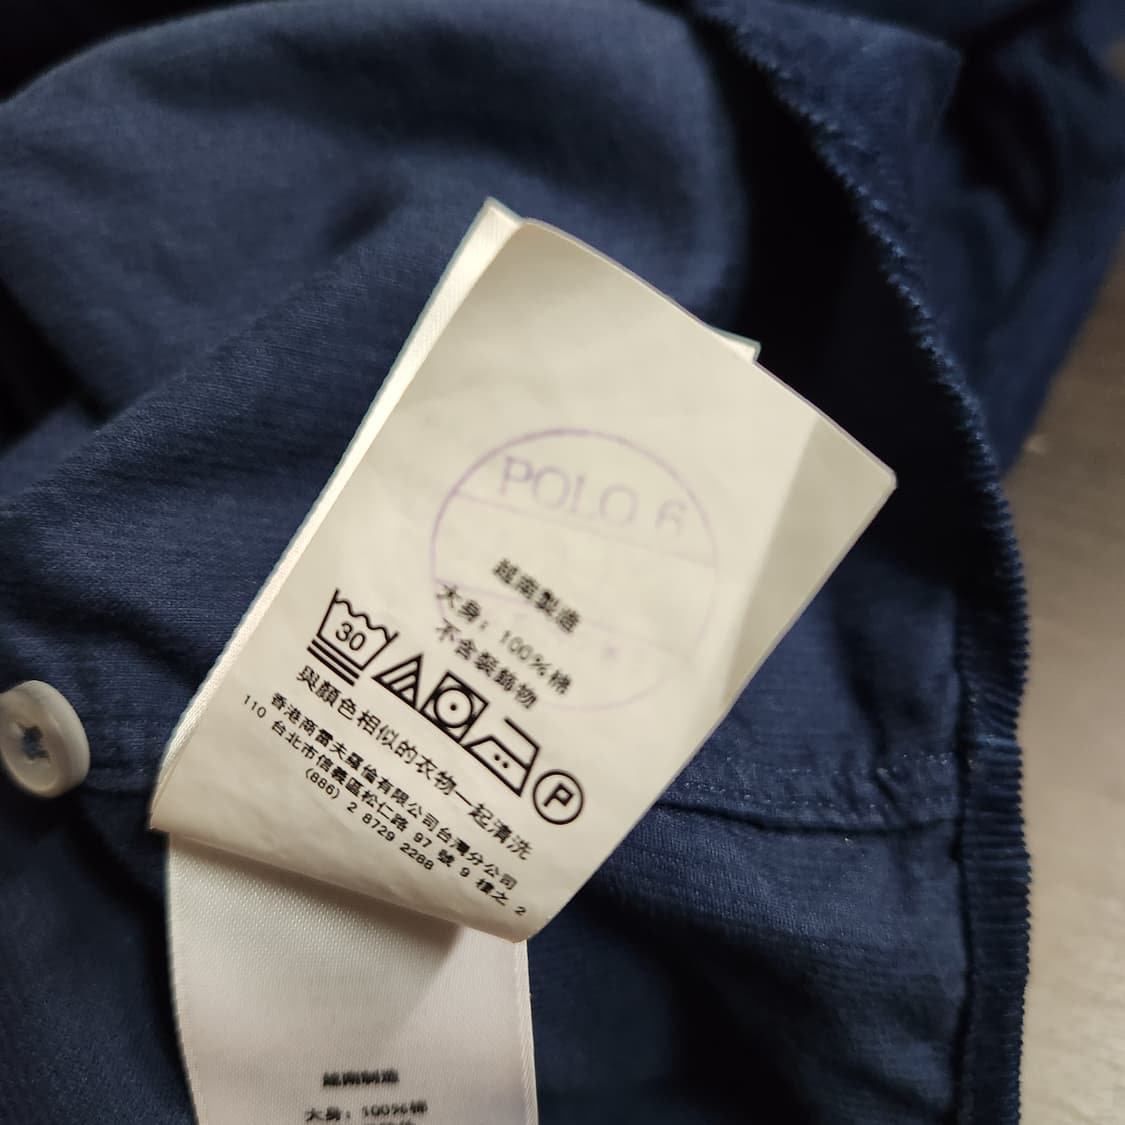 POLO 6
越南製造
大身：100%棉
不含裝飾物
30
P
與顏色相似的衣物一起清洗
香港商雷夫羅倫有限公司台灣分公司
110 台北市信義區松仁路 97 號 9 樓之 2
(886) 2 8729 2288
越南制造
大身：100%棉